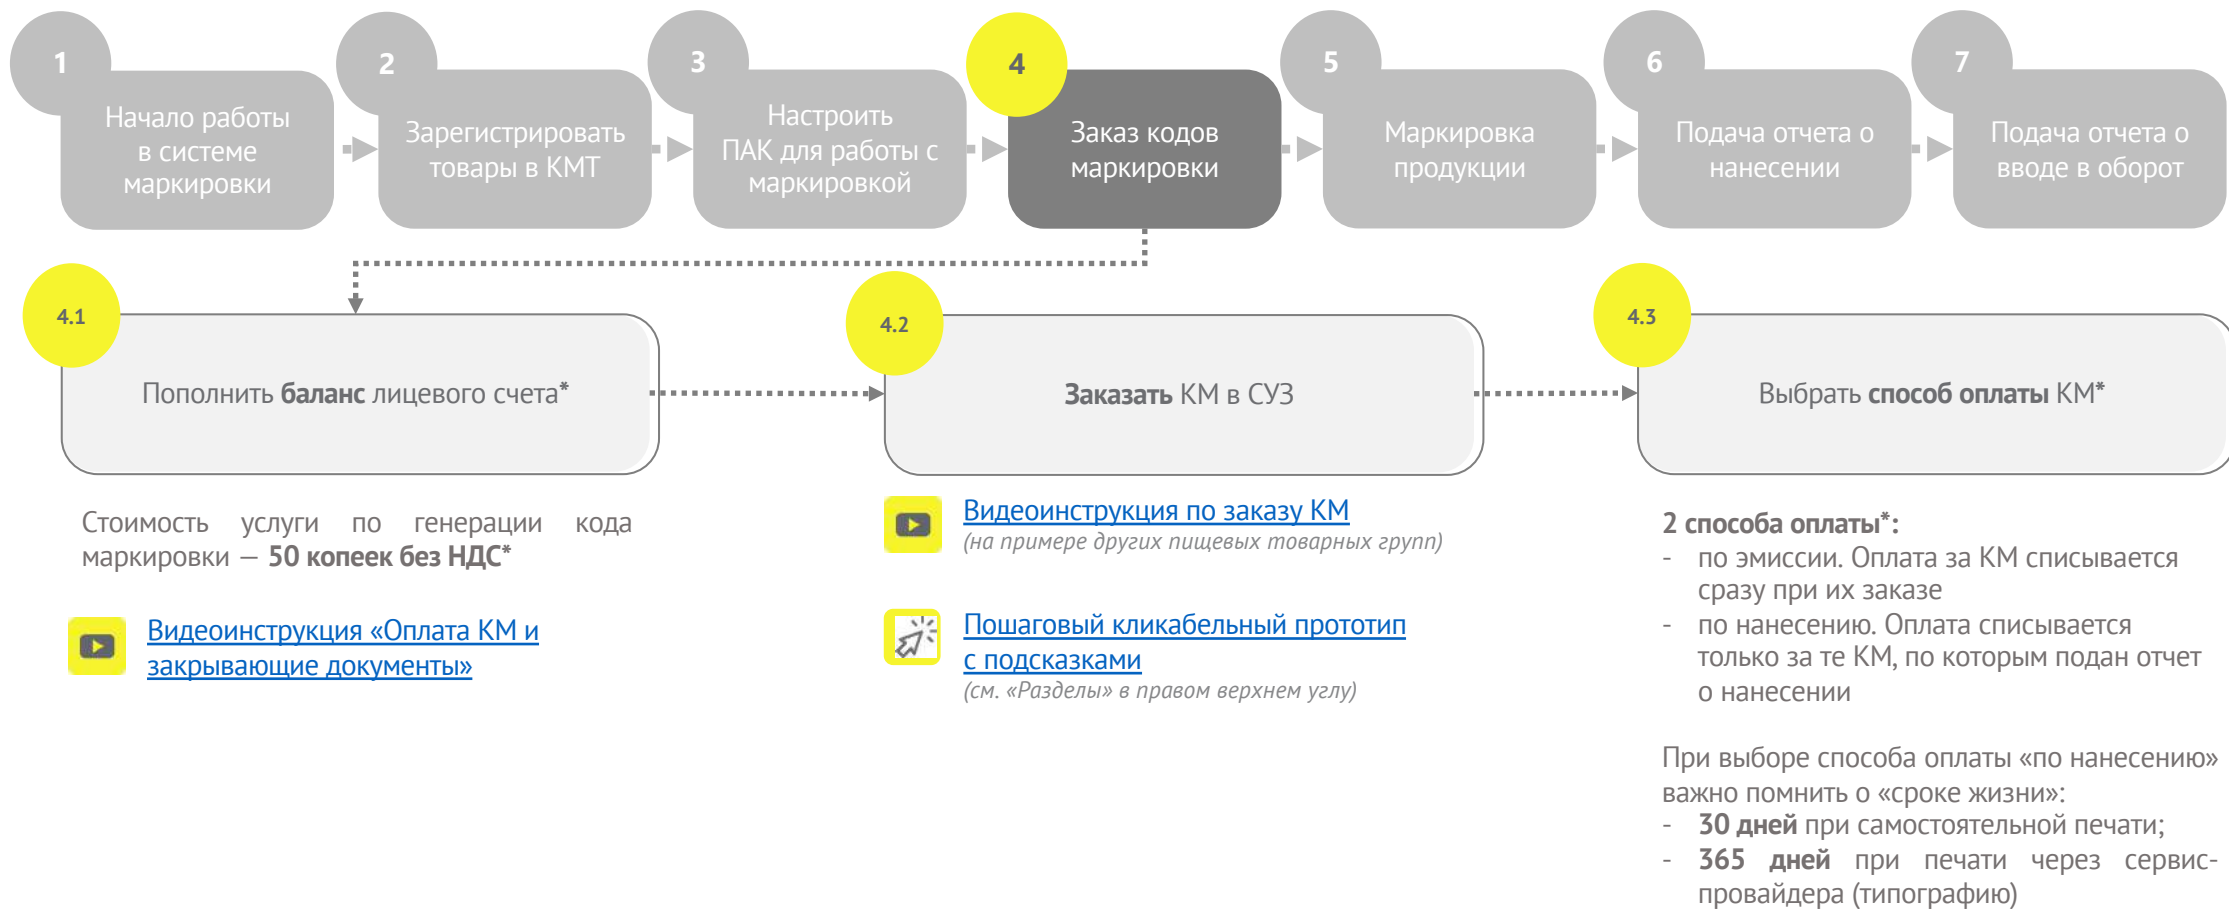 1
Начало работы
в системе
маркировки
2
Зарегистрировать
товары в КМТ
3
Настроить
ПАК для работы с
маркировкой
4
Заказ кодов
маркировки
5
Маркировка
продукции
6
Подача отчета о
нанесении
7
Подача отчета о
вводе в оборот
4.1
Пополнить баланс лицевого счета*
Стоимость услуги по генерации кода
маркировки — 50 копеек без НДС*
Видеоинструкция «Оплата КМ и
закрывающие документы»
4.2
Заказать КМ в СУЗ
Видеоинструкция по заказу КМ
(на примере других пищевых товарных групп)
Пошаговый кликабельный прототип
с подсказками
(см. «Разделы» в правом верхнем углу)
4.3
Выбрать способ оплаты КМ*
2 способа оплаты*:
- по эмиссии. Оплата за КМ списывается
сразу при их заказе
- по нанесению. Оплата списывается
только за те КМ, по которым подан отчет
о нанесении
При выборе способа оплаты «по нанесению»
важно помнить о «сроке жизни»:
- 30 дней при самостоятельной печати;
- 365 дней при печати через сервис-
провайдера (типографию)